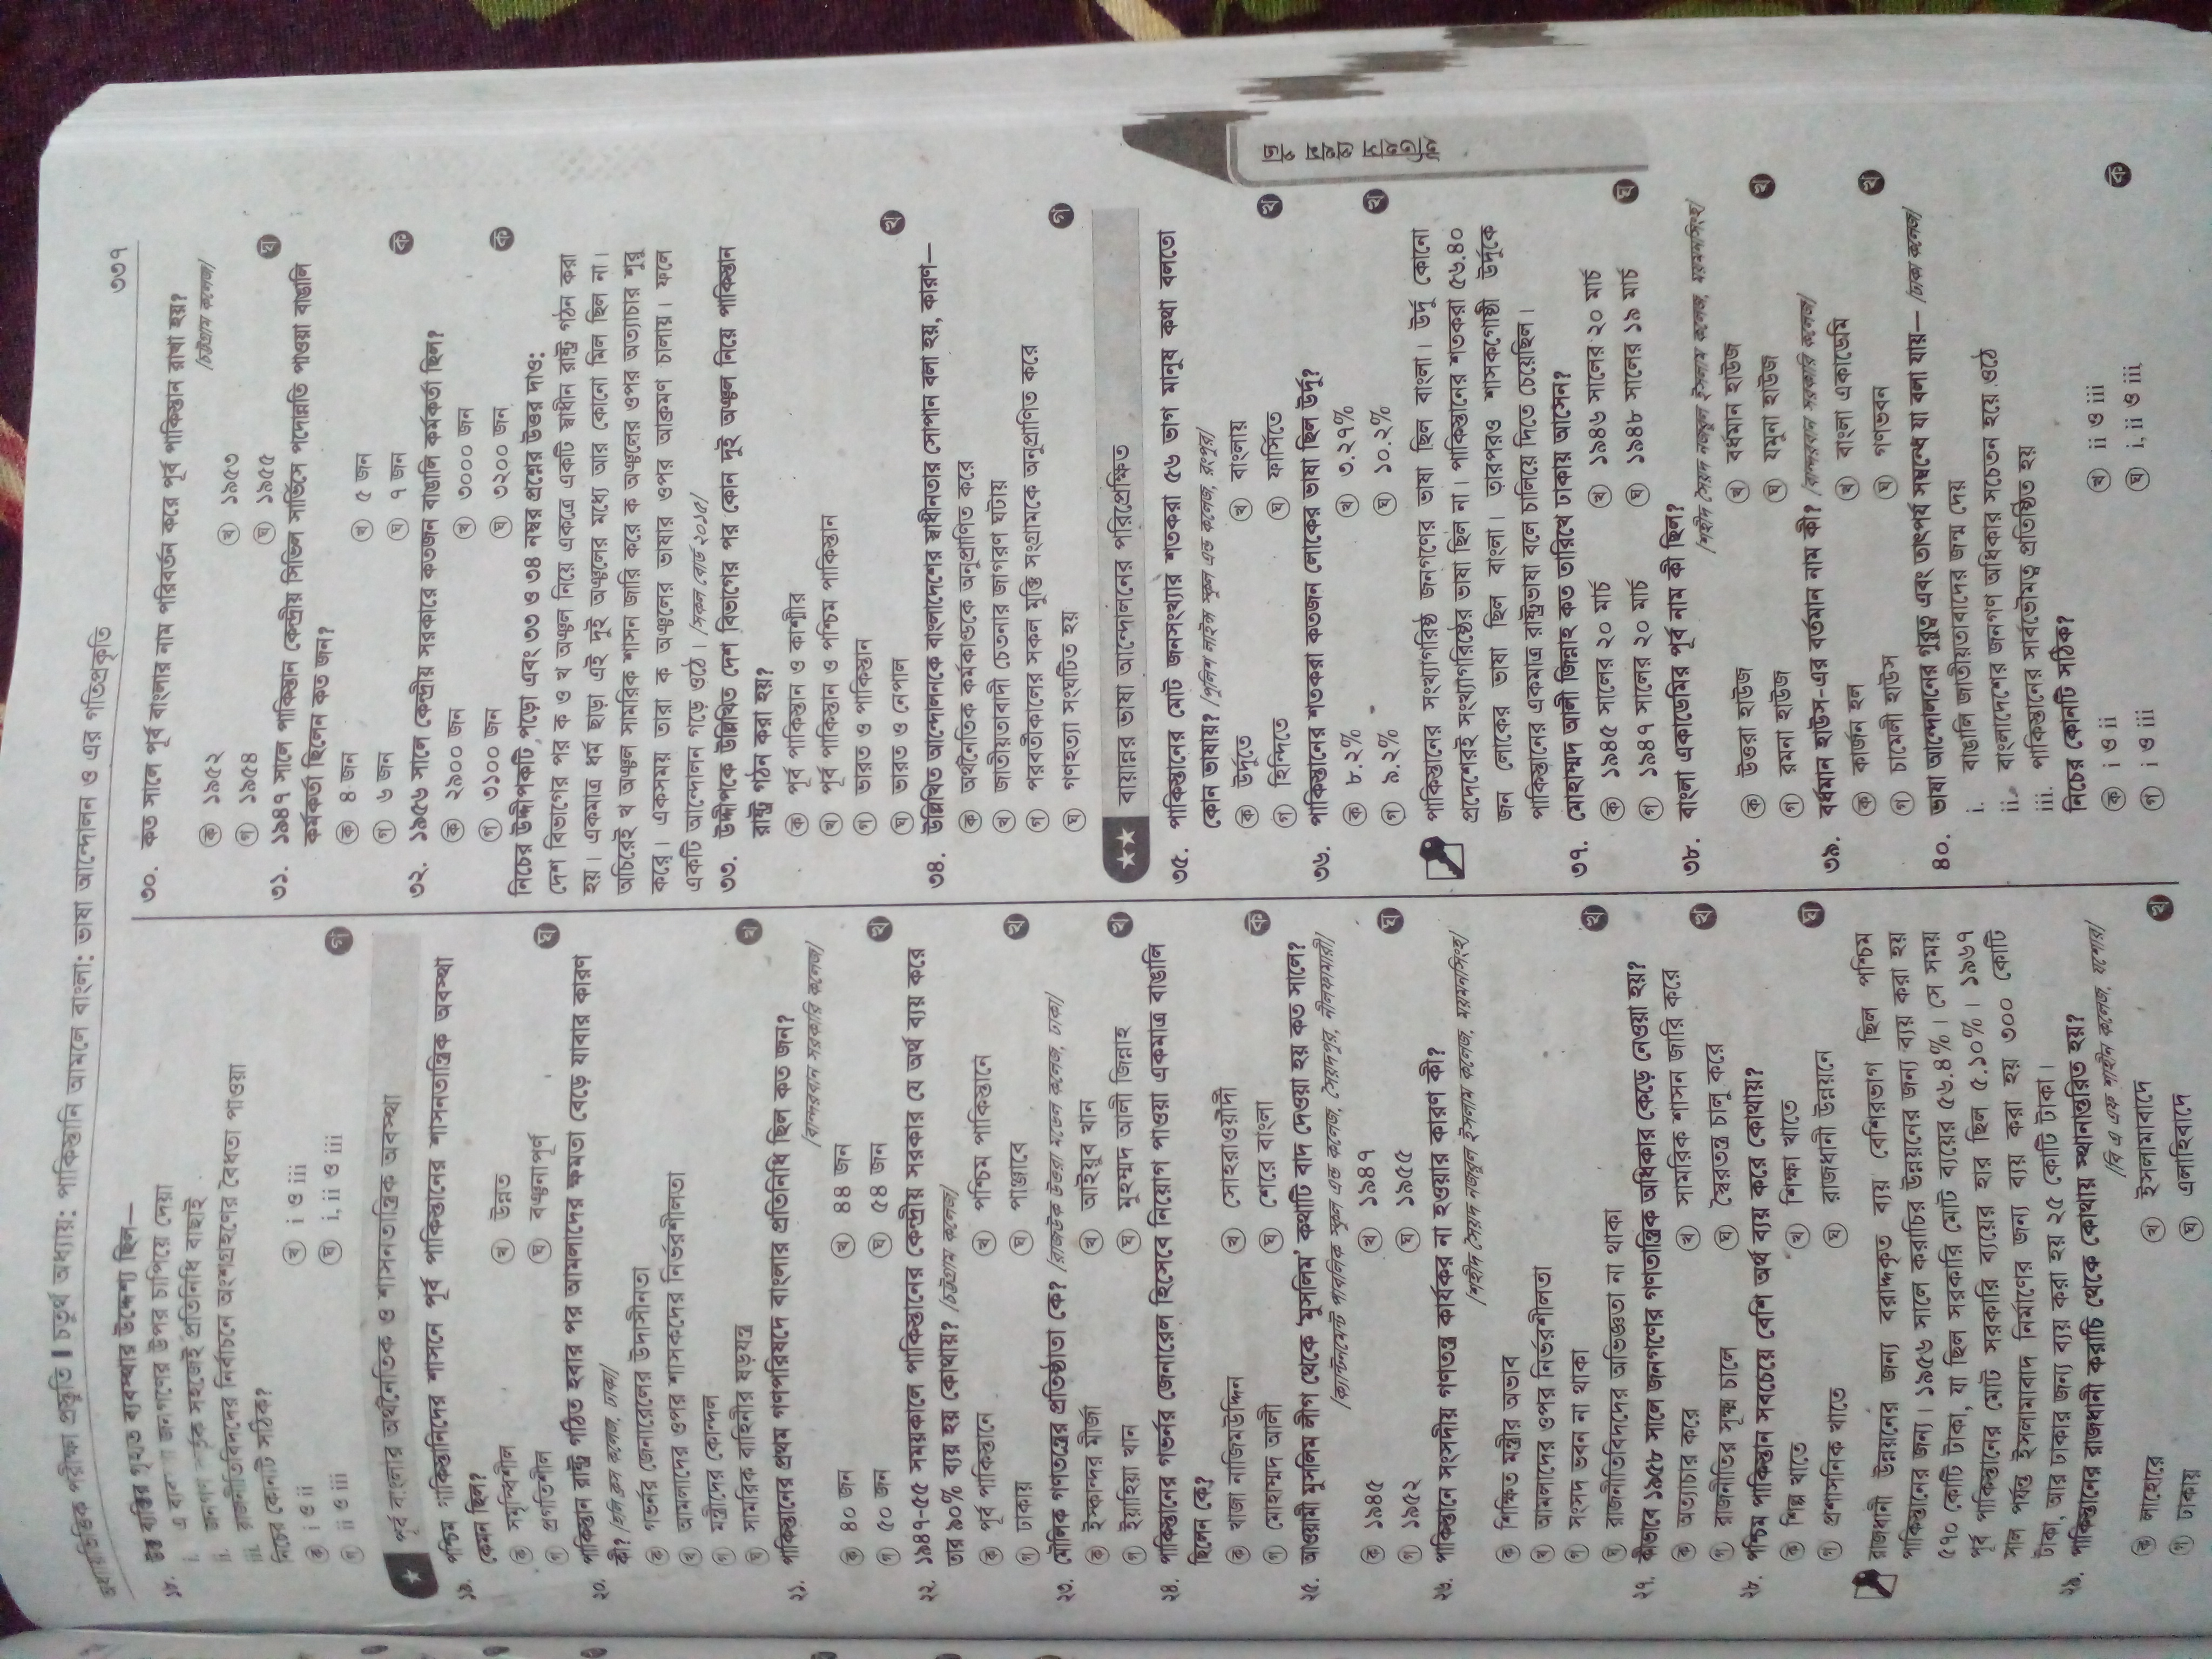 অধ্যায়ভিত্তিক পরীক্ষা প্রস্তুতি | চতুর্থ অধ্যায়: পাকিস্তানি আমলে বাংলা: ভাষা আন্দোলন ও এর গতিপ্রকৃতি
৩৩৭
১৮. উক্ত ব্যক্তির গৃহীত ব্যবস্থার উদ্দেশ্য ছিল—
i. এ জনগণের উপর চাপিয়ে দেয়া
ii. জনগণ কর্তৃক সহজেই প্রতিনিধি বাছাই
iii. রাজনীতিবিদদের নির্বাচনে অংশগ্রহণের বৈধতা পাওয়া
নিচের কোনটি সঠিক?
ক i ও ii
খ i ও iii
গ ii ও iii
ঘ i, ii ও iii
গ
★ পূর্ব বাংলার অর্থনৈতিক ও শাসনতান্ত্রিক অবস্থা
১৯. পশ্চিম পাকিস্তানিদের শাসনে পূর্ব পাকিস্তানের শাসনতান্ত্রিক অবস্থা
কেমন ছিল?
ক সমৃদ্ধিশীল
খ উন্নত
গ প্রগতিশীল
ঘ বঞ্চনাপূর্ণ
ঘ
২০. পাকিস্তান রাষ্ট্র গঠিত হবার পর আমলাদের ক্ষমতা বেড়ে যাবার কারণ
কী? [হলি ক্রস কলেজ, ঢাকা]
ক গভর্নর জেনারেলের উদাসীনতা
খ আমলাদের ওপর শাসকদের নির্ভরশীলতা
গ মন্ত্রীদের কোন্দল
ঘ সামরিক বাহিনীর ষড়যন্ত্র
খ
২১. পাকিস্তানের প্রথম গণপরিষদে বাংলার প্রতিনিধি ছিল কত জন?
[বান্দরবান সরকারি কলেজ]
ক ৪০ জন
খ ৪৪ জন
গ ৫০ জন
ঘ ৫৪ জন
খ
২২. ১৯৪৭-৫৫ সময়কালে পাকিস্তানের কেন্দ্রীয় সরকার যে অর্থ ব্যয় করে
তার ৯০% ব্যয় হয় কোথায়? [চট্টগ্রাম কলেজ]
ক পূর্ব পাকিস্তানে
খ পশ্চিম পাকিস্তানে
গ ঢাকায়
ঘ পাঞ্জাবে
খ
২৩. মৌলিক গণতন্ত্রের প্রতিষ্ঠাতা কে? [রাজউক উত্তরা মডেল কলেজ, ঢাকা]
ক ইস্কান্দর মীর্জা
খ আইয়ুব খান
গ ইয়াহিয়া খান
ঘ মুহম্মদ আলী জিন্নাহ
খ
২৪. পাকিস্তানের গভর্নর জেনারেল হিসেবে নিয়োগ পাওয়া একমাত্র বাঙালি
ছিলেন কে?
ক খাজা নাজিমউদ্দিন
খ সোহরাওয়ার্দী
গ মোহাম্মদ আলী
ঘ শেরে বাংলা
ক
২৫. আওয়ামী মুসলিম লীগ থেকে ‘মুসলিম’ কথাটি বাদ দেওয়া হয় কত সালে?
[ক্যান্টনমেন্ট পাবলিক স্কুল এন্ড কলেজ, সৈয়দপুর, নীলফামারী]
ক ১৯৪৫
খ ১৯৪৭
গ ১৯৫২
ঘ ১৯৫৫
ঘ
২৬. পাকিস্তানে সংসদীয় গণতন্ত্র কার্যকর না হওয়ার কারণ কী?
[শহীদ সৈয়দ নজরুল ইসলাম কলেজ, ময়মনসিংহ]
ক শিক্ষিত মন্ত্রীর অভাব
খ আমলাদের ওপর নির্ভরশীলতা
গ সংসদ ভবন না থাকা
ঘ রাজনীতিবিদদের অভিজ্ঞতা না থাকা
খ
২৭. কীভাবে ১৯৫৮ সালে জনগণের গণতান্ত্রিক অধিকার কেড়ে নেওয়া হয়?
ক অত্যাচার করে
খ সামরিক শাসন জারি করে
গ রাজনীতির সূক্ষ্ম চালে
ঘ স্বৈরতন্ত্র চালু করে
খ
২৮. পশ্চিম পাকিস্তান সবচেয়ে বেশি অর্থ ব্যয় করে কোথায়?
ক শিল্প খাতে
খ শিক্ষা খাতে
গ প্রশাসনিক খাতে
ঘ রাজধানী উন্নয়নে
ঘ
রাজধানী উন্নয়নের জন্য বরাদ্দকৃত ব্যয় বেশিরভাগ ছিল পশ্চিম
পাকিস্তানের জন্য। ১৯৫৬ সালে করাচির উন্নয়নের জন্য ব্যয় করা হয়
৫৭০ কোটি টাকা, যা ছিল সরকারি মোট ব্যয়ের ৫৬.৪%। সে সময়
পূর্ব পাকিস্তানের মোট সরকারি ব্যয়ের হার ছিল ৫.১০%। ১৯৬৭
সাল পর্যন্ত ইসলামাবাদ নির্মাণের জন্য ব্যয় করা হয় ৩০০ কোটি
টাকা, আর ঢাকার জন্য ব্যয় করা হয় ২৫ কোটি টাকা।
২৯. পাকিস্তানের রাজধানী করাচি থেকে কোথায় স্থানান্তরিত হয়?
[বি এ এফ শাহীন কলেজ, যশোর]
ক লাহোরে
খ ইসলামাবাদে
গ ঢাকায়
ঘ এলাহিবাদে
খ
৩০. কত সালে পূর্ব বাংলার নাম পরিবর্তন করে পূর্ব পাকিস্তান রাখা হয়?
[চট্টগ্রাম কলেজ]
ক ১৯৫২
খ ১৯৫৩
গ ১৯৫৪
ঘ ১৯৫৫
ঘ
৩১. ১৯৪৭ সালে পাকিস্তান কেন্দ্রীয় সিভিল সার্ভিসে পদোন্নতি পাওয়া বাঙালি
কর্মকর্তা ছিলেন কত জন?
ক ৪ জন
খ ৫ জন
গ ৬ জন
ঘ ৭ জন
ক
৩২. ১৯৫৬ সালে কেন্দ্রীয় সরকারে কতজন বাঙালি কর্মকর্তা ছিল?
ক ২৯০০ জন
খ ৩০০০ জন
গ ৩১০০ জন
ঘ ৩২০০ জন
ক
নিচের উদ্দীপকটি পড়ো এবং ৩৩ ও ৩৪ নম্বর প্রশ্নের উত্তর দাও:
দেশ বিভাগের পর ক ও খ অঞ্চল নিয়ে একত্রে একটি স্বাধীন রাষ্ট্র গঠন করা
হয়। একমাত্র ধর্ম ছাড়া এই দুই অঞ্চলের মধ্যে আর কোনো মিল ছিল না।
অচিরেই খ অঞ্চল সামরিক শাসন জারি করে ক অঞ্চলের ওপর অত্যাচার শুরু
করে। একসময় তারা ক অঞ্চলের ভাষার ওপর আক্রমণ চালায়। ফলে
একটি আন্দোলন গড়ে ওঠে। [সকল বোর্ড ২০১৫]
৩৩. উদ্দীপকে উল্লিখিত দেশ বিভাগের পর কোন দুই অঞ্চল নিয়ে পাকিস্তান
রাষ্ট্র গঠন করা হয়?
ক পূর্ব পাকিস্তান ও কাশ্মীর
খ পূর্ব পাকিস্তান ও পশ্চিম পাকিস্তান
গ ভারত ও পাকিস্তান
ঘ ভারত ও নেপাল
খ
৩৪. উল্লিখিত আন্দোলনকে বাংলাদেশের স্বাধীনতার সোপান বলা হয়, কারণ—
ক অর্থনৈতিক কর্মকাণ্ডকে অনুপ্রাণিত করে
খ জাতীয়তাবাদী চেতনার জাগরণ ঘটায়
গ পরবর্তীকালের সকল মুক্তি সংগ্রামকে অনুপ্রাণিত করে
ঘ গণহত্যা সংঘটিত হয়
গ
★★ বায়ান্নর ভাষা আন্দোলনের পরিপ্রেক্ষিত
৩৫. পাকিস্তানের মোট জনসংখ্যার শতকরা ৫৬ ভাগ মানুষ কথা বলতো
কোন ভাষায়? [পুলিশ লাইন্স স্কুল এন্ড কলেজ, রংপুর]
ক উর্দুতে
খ বাংলায়
গ হিন্দিতে
ঘ ফার্সিতে
খ
৩৬. পাকিস্তানের শতকরা কতজন লোকের ভাষা ছিল উর্দু?
ক ৮.২%
খ ৩.২৭%
গ ৯.২%
ঘ ১০.২%
খ
পাকিস্তানের সংখ্যাগরিষ্ঠ জনগণের ভাষা ছিল বাংলা। উর্দু কোনো
প্রদেশেরই সংখ্যাগরিষ্ঠের ভাষা ছিল না। পাকিস্তানের শতকরা ৫৬.৪০
জন লোকের ভাষা ছিল বাংলা। তারপরও শাসকগোষ্ঠী উর্দুকে
পাকিস্তানের একমাত্র রাষ্ট্রভাষা বলে চালিয়ে দিতে চেয়েছিল।
৩৭. মোহাম্মদ আলী জিন্নাহ কত তারিখে ঢাকায় আসেন?
ক ১৯৪৫ সালের ২০ মার্চ
খ ১৯৪৬ সালের ২০ মার্চ
গ ১৯৪৭ সালের ২০ মার্চ
ঘ ১৯৪৮ সালের ১৯ মার্চ
ঘ
৩৮. বাংলা একাডেমির পূর্ব নাম কী ছিল?
[শহীদ সৈয়দ নজরুল ইসলাম কলেজ, ময়মনসিংহ]
ক উত্তরা হাউজ
খ বর্ধমান হাউজ
গ রমনা হাউজ
ঘ যমুনা হাউজ
খ
৩৯. বর্ধমান হাউস-এর বর্তমান নাম কী? [বান্দরবান সরকারি কলেজ]
ক কার্জন হল
খ বাংলা একাডেমি
গ চামেলী হাউস
ঘ গণভবন
খ
৪০. ভাষা আন্দোলনের গুরুত্ব এবং তাৎপর্য সম্বন্ধে যা বলা যায়— [ঢাকা কলেজ]
i. বাঙালি জাতীয়তাবাদের জন্ম দেয়
ii. বাংলাদেশের জনগণ অধিকার সচেতন হয়ে ওঠে
iii. পাকিস্তানের সার্বভৌমত্ব প্রতিষ্ঠিত হয়
নিচের কোনটি সঠিক?
ক i ও ii
খ ii ও iii
গ i ও iii
ঘ i, ii ও iii
ক
ইতিহাস প্রথম পত্র